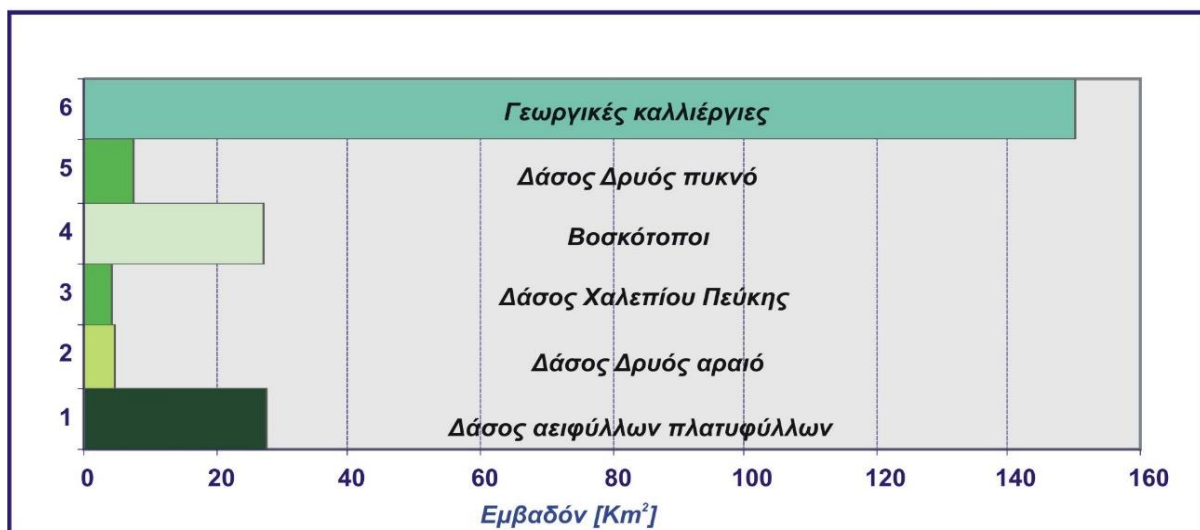 6 Γεωργικές καλλιέργιες
5 Δάσος Δρυός πυκνό
4 Βοσκότοποι
3 Δάσος Χαλεπίου Πεύκης
2 Δάσος Δρυός αραιό
1 Δάσος αειφύλλων πλατυφύλλων
0 20 40 60 80 100 120 140 160
Εμβαδόν [Km²]